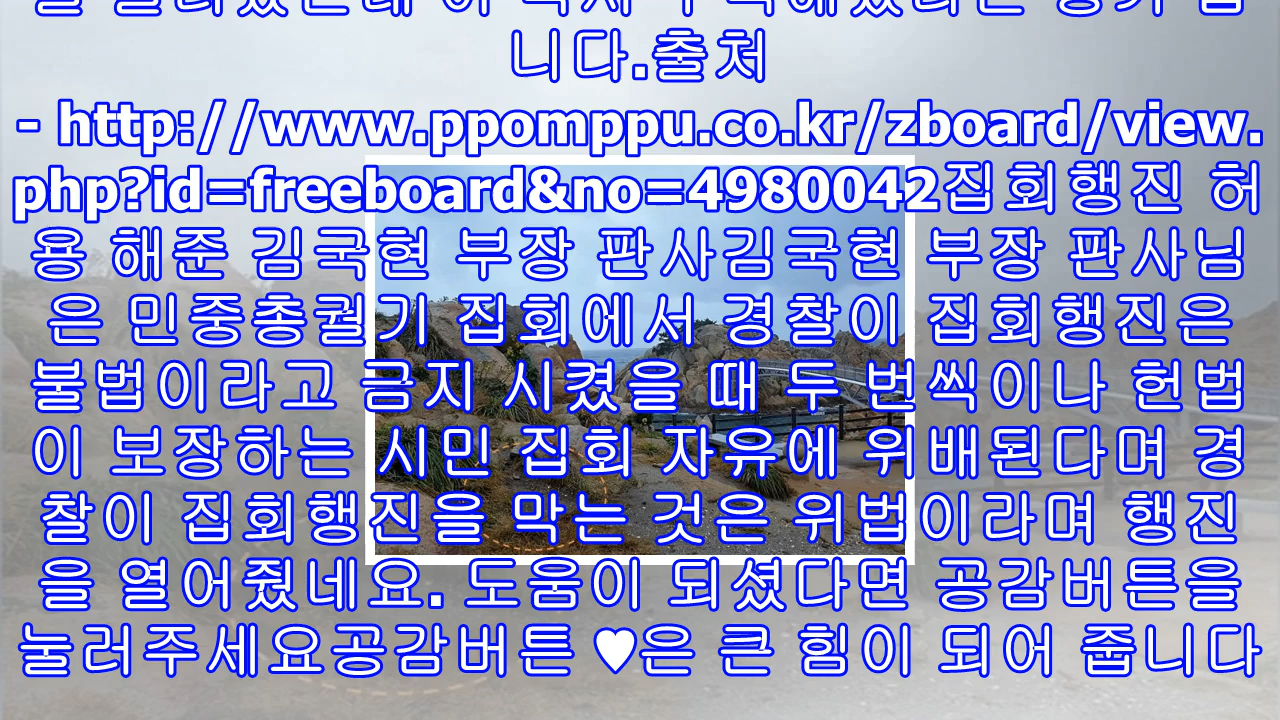 니다.출처
- http://www.ppomppu.co.kr/zboard/view.
php?id=freeboard&no=4980042집회행진 허
용 해준 김국현 부장 판사김국현 부장 판사님
은 민중총궐기 집회에서 경찰이 집회행진은
불법이라고 금지 시켰을 때 두 번씩이나 헌법
이 보장하는 시민 집회 자유에 위배된다며 경
찰이 집회행진을 막는 것은 위법이라며 행진
을 열어줬네요. 도움이 되셨다면 공감버튼을
눌러주세요공감버튼 ♥은 큰 힘이 되어 줍니다